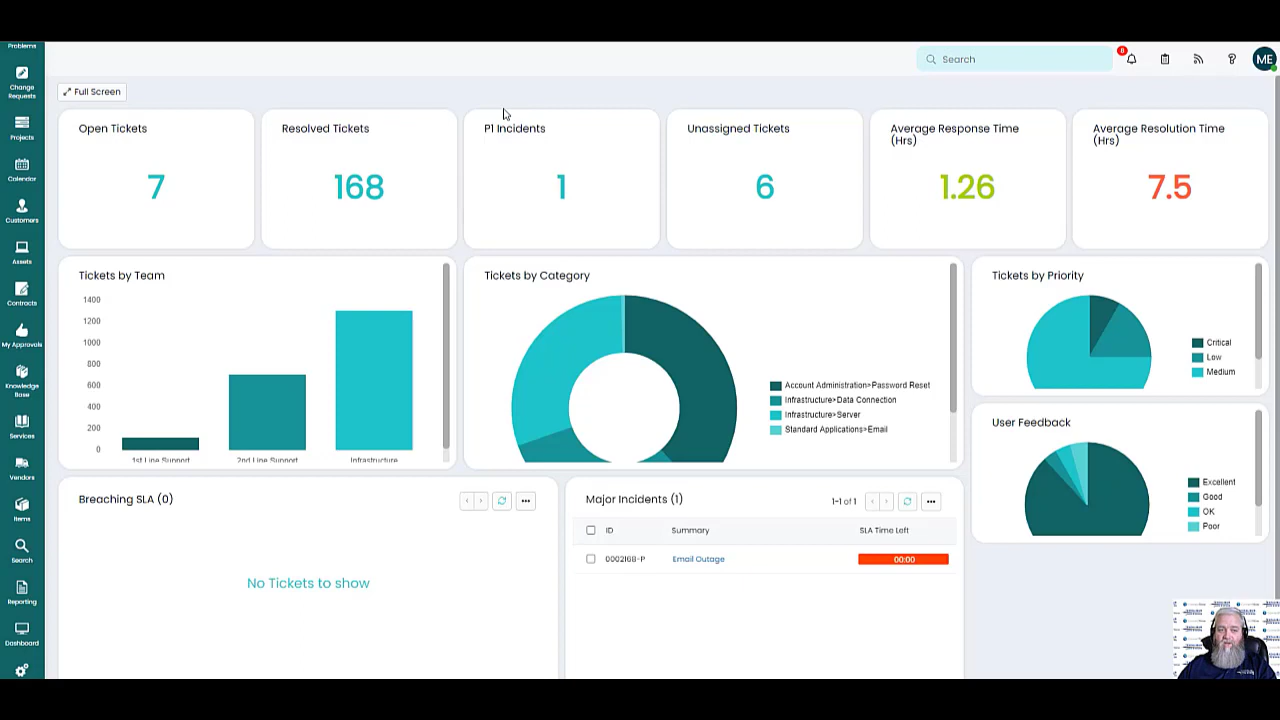 Problems
Change
Requests
Projects
Calendar
Customers
Assets
Contracts
My Approvals
Knowledge
Base
Services
Vendors
Items
Search
Reporting
Dashboard
Search
8
ME
Full Screen
Open Tickets
7
Resolved Tickets
168
P1 Incidents
1
Unassigned Tickets
6
Average Response Time
(Hrs)
1.26
Average Resolution Time
(Hrs)
7.5
Tickets by Team
1400
1200
1000
800
600
400
200
0
1st Line Support
2nd Line Support
Infrastructure
Tickets by Category
Account Administration>Password Reset
Infrastructure>Data Connection
Infrastructure>Server
Standard Applications>Email
Tickets by Priority
Critical
Low
Medium
User Feedback
Excellent
Good
OK
Poor
Breaching SLA (0)
No Tickets to show
Major Incidents (1)
1-1 of 1
ID Summary SLA Time Left
0002168-P Email Outage 00:00